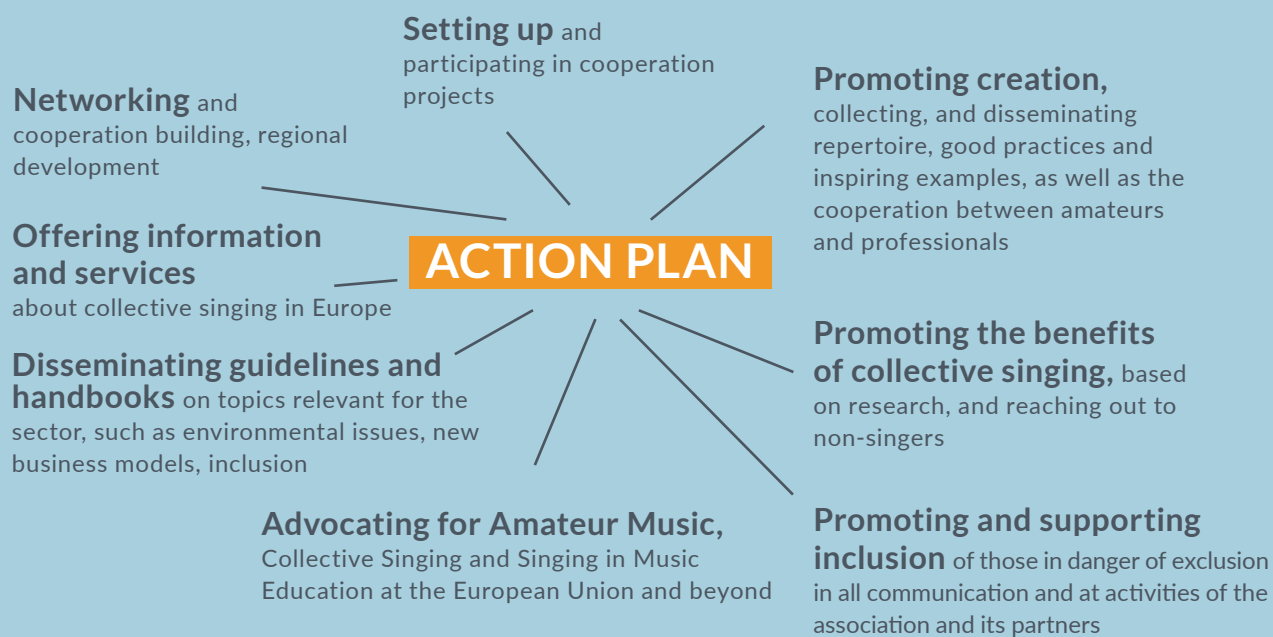 Setting up and
participating in cooperation
projects
Networking and
cooperation building, regional
development
Promoting creation,
collecting, and disseminating
repertoire, good practices and
inspiring examples, as well as the
cooperation between amateurs
and professionals
Offering information
and services
about collective singing in Europe
ACTION PLAN
Disseminating guidelines and
handbooks on topics relevant for the
sector, such as environmental issues, new
business models, inclusion
Promoting the benefits
of collective singing, based
on research, and reaching out to
non-singers
Advocating for Amateur Music,
Collective Singing and Singing in Music
Education at the European Union and beyond
Promoting and supporting
inclusion of those in danger of exclusion
in all communication and at activities of the
association and its partners